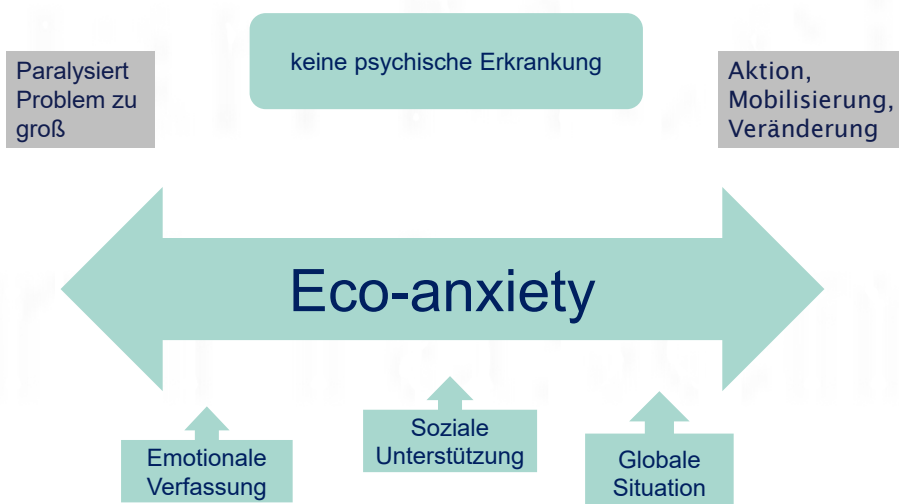 keine psychische Erkrankung
Paralysiert
Problem zu
groß
Aktion,
Mobilisierung,
Veränderung
Eco-anxiety
Emotionale
Verfassung
Soziale
Unterstützung
Globale
Situation